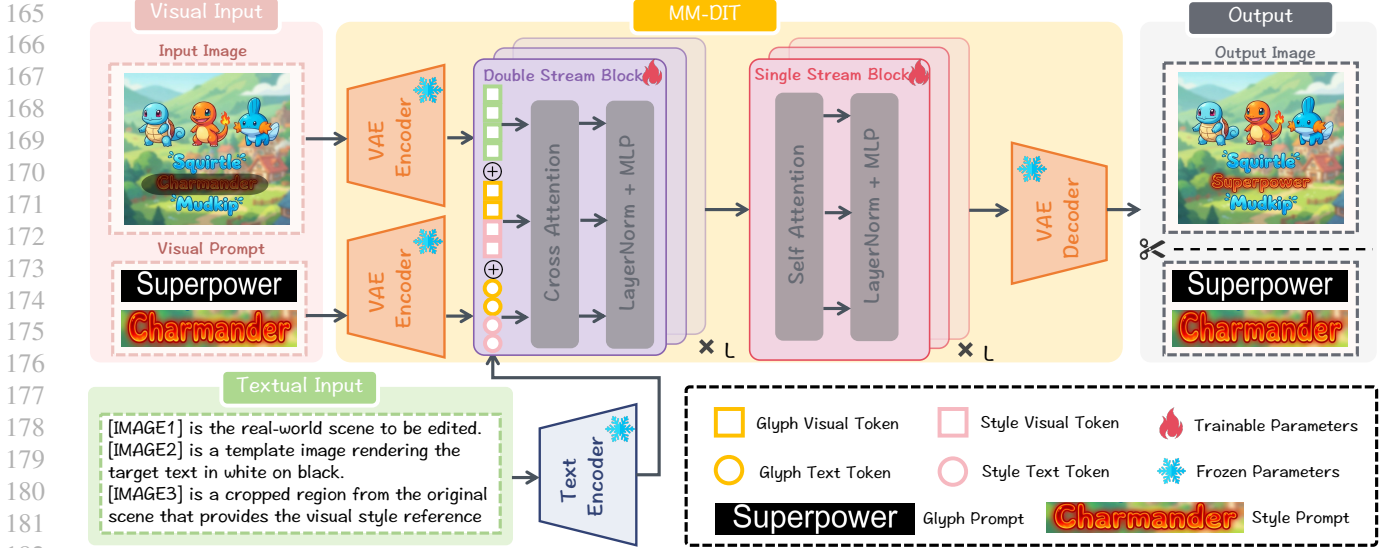 165
166
167
168
169
170
171
172
173
174
175
176
177
178
179
180
181
Visual Input
Input Image
Squirtle
Charmander
Mudkip
Visual Prompt
Superpower
Charmander
MM-DIT
VAE
Encoder
VAE
Encoder
Double Stream Block
Cross Attention
LayerNorm + MLP
× L
Single Stream Block
Self Attention
LayerNorm + MLP
× L
VAE
Decoder
Output
Output Image
Squirtle
Superpower
Mudkip
Superpower
Charmander
Textual Input
[IMAGE1] is the real-world scene to be edited.
[IMAGE2] is a template image rendering the
target text in white on black.
[IMAGE3] is a cropped region from the original
scene that provides the visual style reference
Text
Encoder
Glyph Visual Token
Style Visual Token
Trainable Parameters
Glyph Text Token
Style Text Token
Frozen Parameters
Superpower
Glyph Prompt
Charmander
Style Prompt